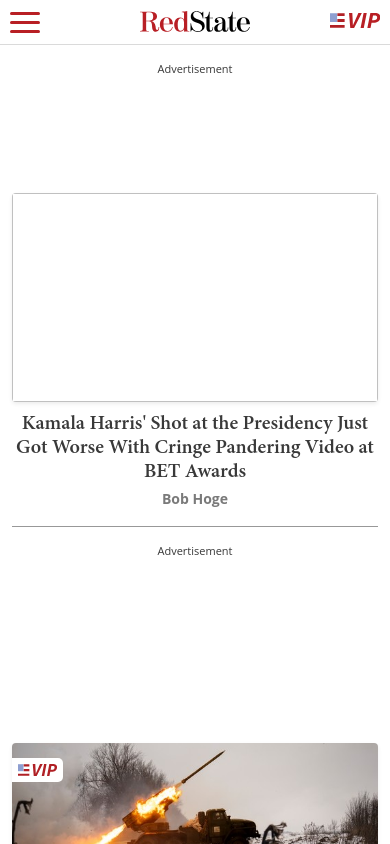 RedState
VIP
Advertisement
Kamala Harris' Shot at the Presidency Just
Got Worse With Cringe Pandering Video at
BET Awards
Bob Hoge
Advertisement
VIP